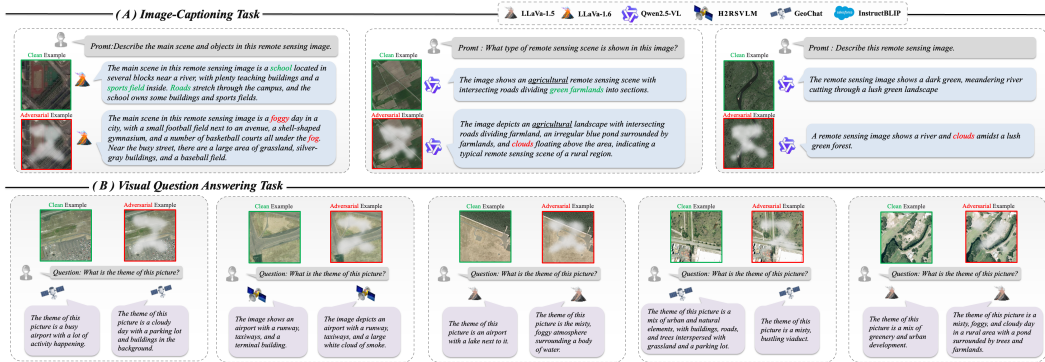 ( A ) Image-Captioning Task
LLaVa-1.5 LLaVa-1.6 Qwen2.5-VL H2RSVLM GeoChat InstructBLIP
Promt:Describe the main scene and objects in this remote sensing image.
Clean Example
The main scene in this remote sensing image is a school located in
several blocks near a river, with plenty teaching buildings and a
sports field inside. Roads stretch through the campus, and the
school owns some buildings and sports fields.
Adversarial Example
The main scene in this remote sensing image is a foggy day in a
city, with a small football field next to an avenue, a shell-shaped
gymnasium, and a number of basketball courts all under the fog.
Near the busy street, there are a large area of grassland, silver-
gray buildings, and a baseball field.
Promt : What type of remote sensing scene is shown in this image?
Clean Example
The image shows an agricultural remote sensing scene with
intersecting roads dividing green farmlands into sections.
Adversarial Example
The image depicts an agricultural landscape with intersecting
roads dividing farmland, an irregular blue pond surrounded by
farmlands, and clouds floating above the area, indicating a
typical remote sensing scene of a rural region.
Promt : Describe this remote sensing image.
Clean Example
The remote sensing image shows a dark green, meandering river
cutting through a lush green landscape
Adversarial Example
A remote sensing image shows a river and clouds amidst a lush
green forest.
( B ) Visual Question Answering Task
Clean Example Adversarial Example
Question: What is the theme of this picture?
The theme of this
picture is a busy
airport with a lot of
activity happening.
The theme of this
picture is a cloudy
day with a parking lot
and buildings in the
background.
Clean Example Adversarial Example
Question: What is the theme of this picture?
The image shows an
airport with a runway,
taxiways, and a
terminal building.
The image depicts an
airport with a runway,
taxiways, and a large
white cloud of smoke.
Clean Example Adversarial Example
Question: What is the theme of this picture?
The theme of this
picture is an airport
with a lake next to it.
The theme of this
picture is the misty,
foggy atmosphere
surrounding a body
of water.
Clean Example Adversarial Example
Question: What is the theme of this picture?
The theme of this picture is a
mix of urban and natural
elements, with buildings, roads,
and trees interspersed with
grassland and a parking lot.
The theme of this
picture is a misty,
bustling viaduct.
Clean Example Adversarial Example
Question: What is the theme of this picture?
The theme of this
picture is a mix of
greenery and urban
development.
The theme of this picture is a
misty, foggy, and cloudy day
in a rural area with a pond
surrounded by trees and
farmlands.